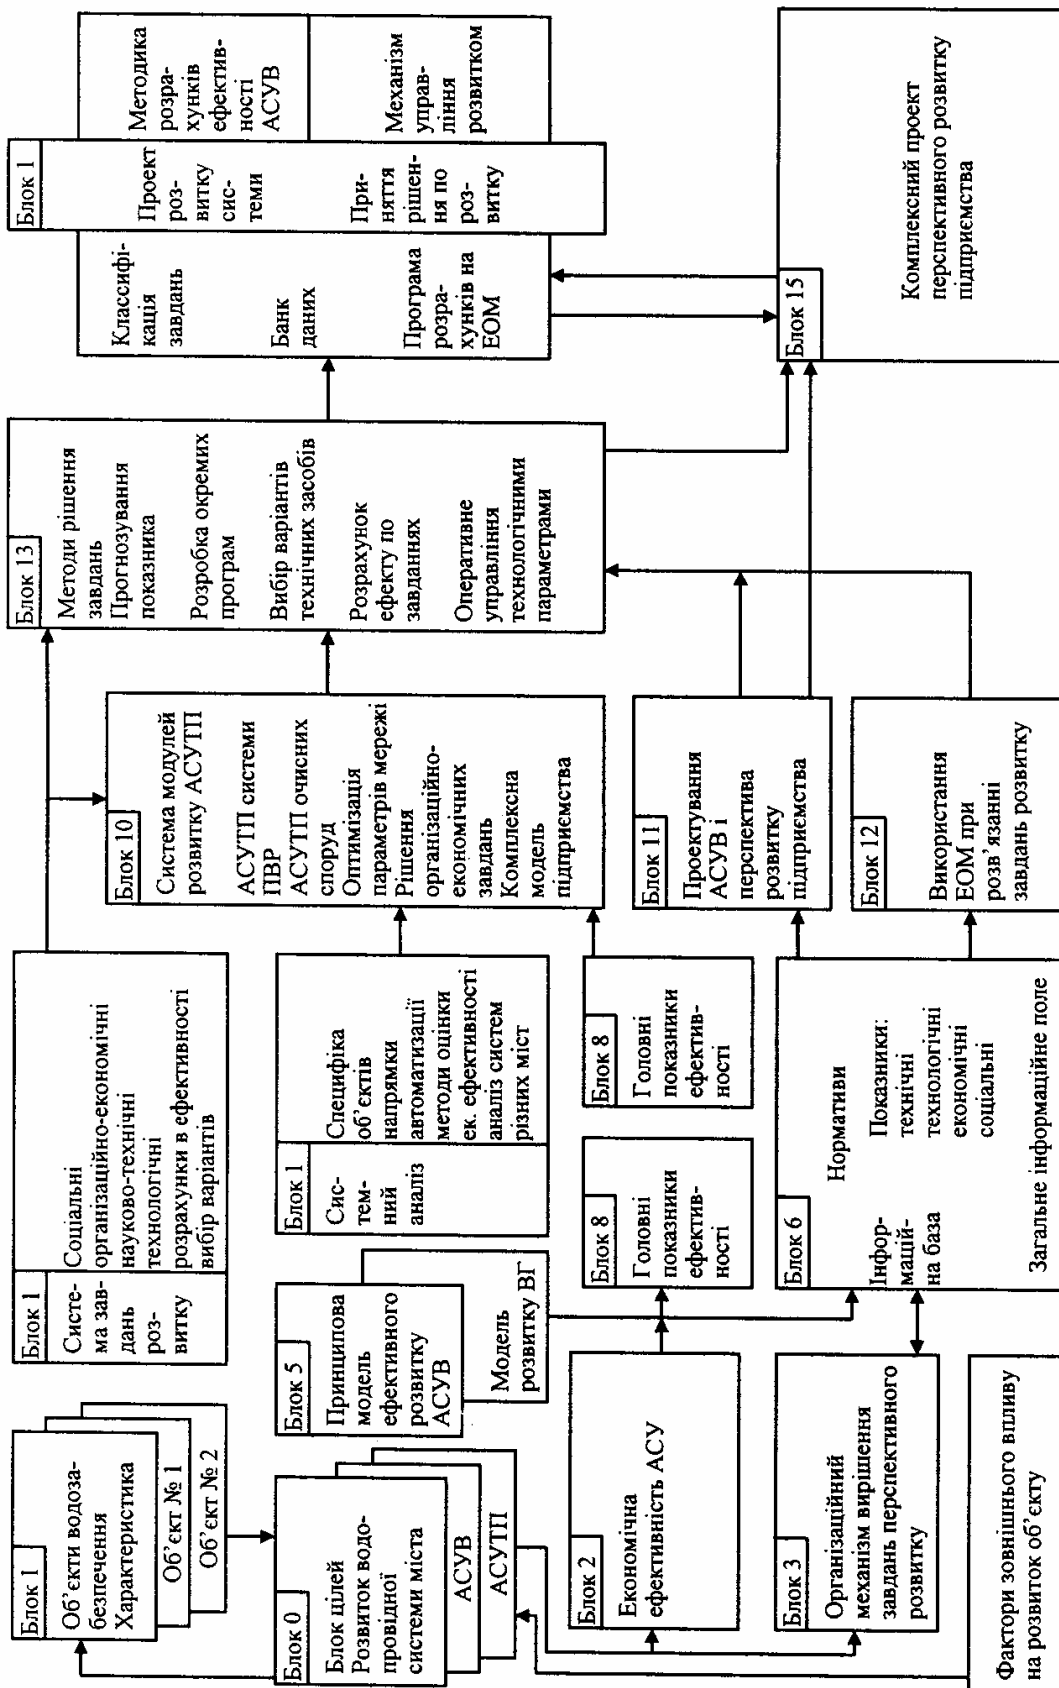 Блок 1
Об’єкти водоза-
безпечення
Характеристика
Об’єкт № 1
Об’єкт № 2
Блок 0
Блок цілей
Розвиток водо-
провідної
системи міста
АСУВ
АСУТП
Блок 2
Економічна
ефективність АСУ
Блок 3
Організаційний
механізм вирішення
завдань перспективного
розвитку
Фактори зовнішнього впливу
на розвиток об’єкту
Блок 1
Систе-
ма зав-
дань
роз-
витку
Соціальні
організаційно-економічні
науково-технічні
технологічні
розрахунки в ефективності
вибір варіантів
Блок 5
Принципова
модель
ефективного
розвитку
АСУВ
Модель
розвитку ВГ
Блок 1
Сис-
тем-
ний
аналіз
Специфіка
об’єктів
напрямки
автоматизації
методи оцінки
ек. ефективності
аналіз систем
різних міст
Блок 8
Головні
показники
ефектив-
ності
Блок 8
Головні
показники
ефектив-
ності
Блок 6
Інфор-
мацій-
на база
Нормативи
Показники:
технічні
технологічні
економічні
соціальні
Загальне інформаційне поле
Блок 10
Система модулей
розвитку АСУТП
АСУТП системи
ПВР
АСУТП очисних
споруд
Оптимізація
параметрів мережі
Рішення
організаційно-
економічних
завдань
Комплексна
модель
підприємства
Блок 11
Проектування
АСУВ і
перспектива
розвитку
підприємства
Блок 12
Використання
ЕОМ при
розв’язанні
завдань розвитку
Блок 13
Методи рішення
завдань
Прогнозування
показника
Розробка окремих
програм
Вибір варіантів
технічних засобів
Розрахунок
ефекту по
завданнях
Оперативне
управління
технологічними
параметрами
Блок 1
Классифі-
кація
завдань
Банк
даних
Програма
розра-
хунків на
ЕОМ
Проект
роз-
витку
сис-
теми
При-
няття
рішен-
ня по
роз-
витку
Методика
розра-
хунків
ефектив-
ності
АСУВ
Механізм
управ-
ління
розвитком
Блок 15
Комплексний проект
перспективного розвитку
підприємства